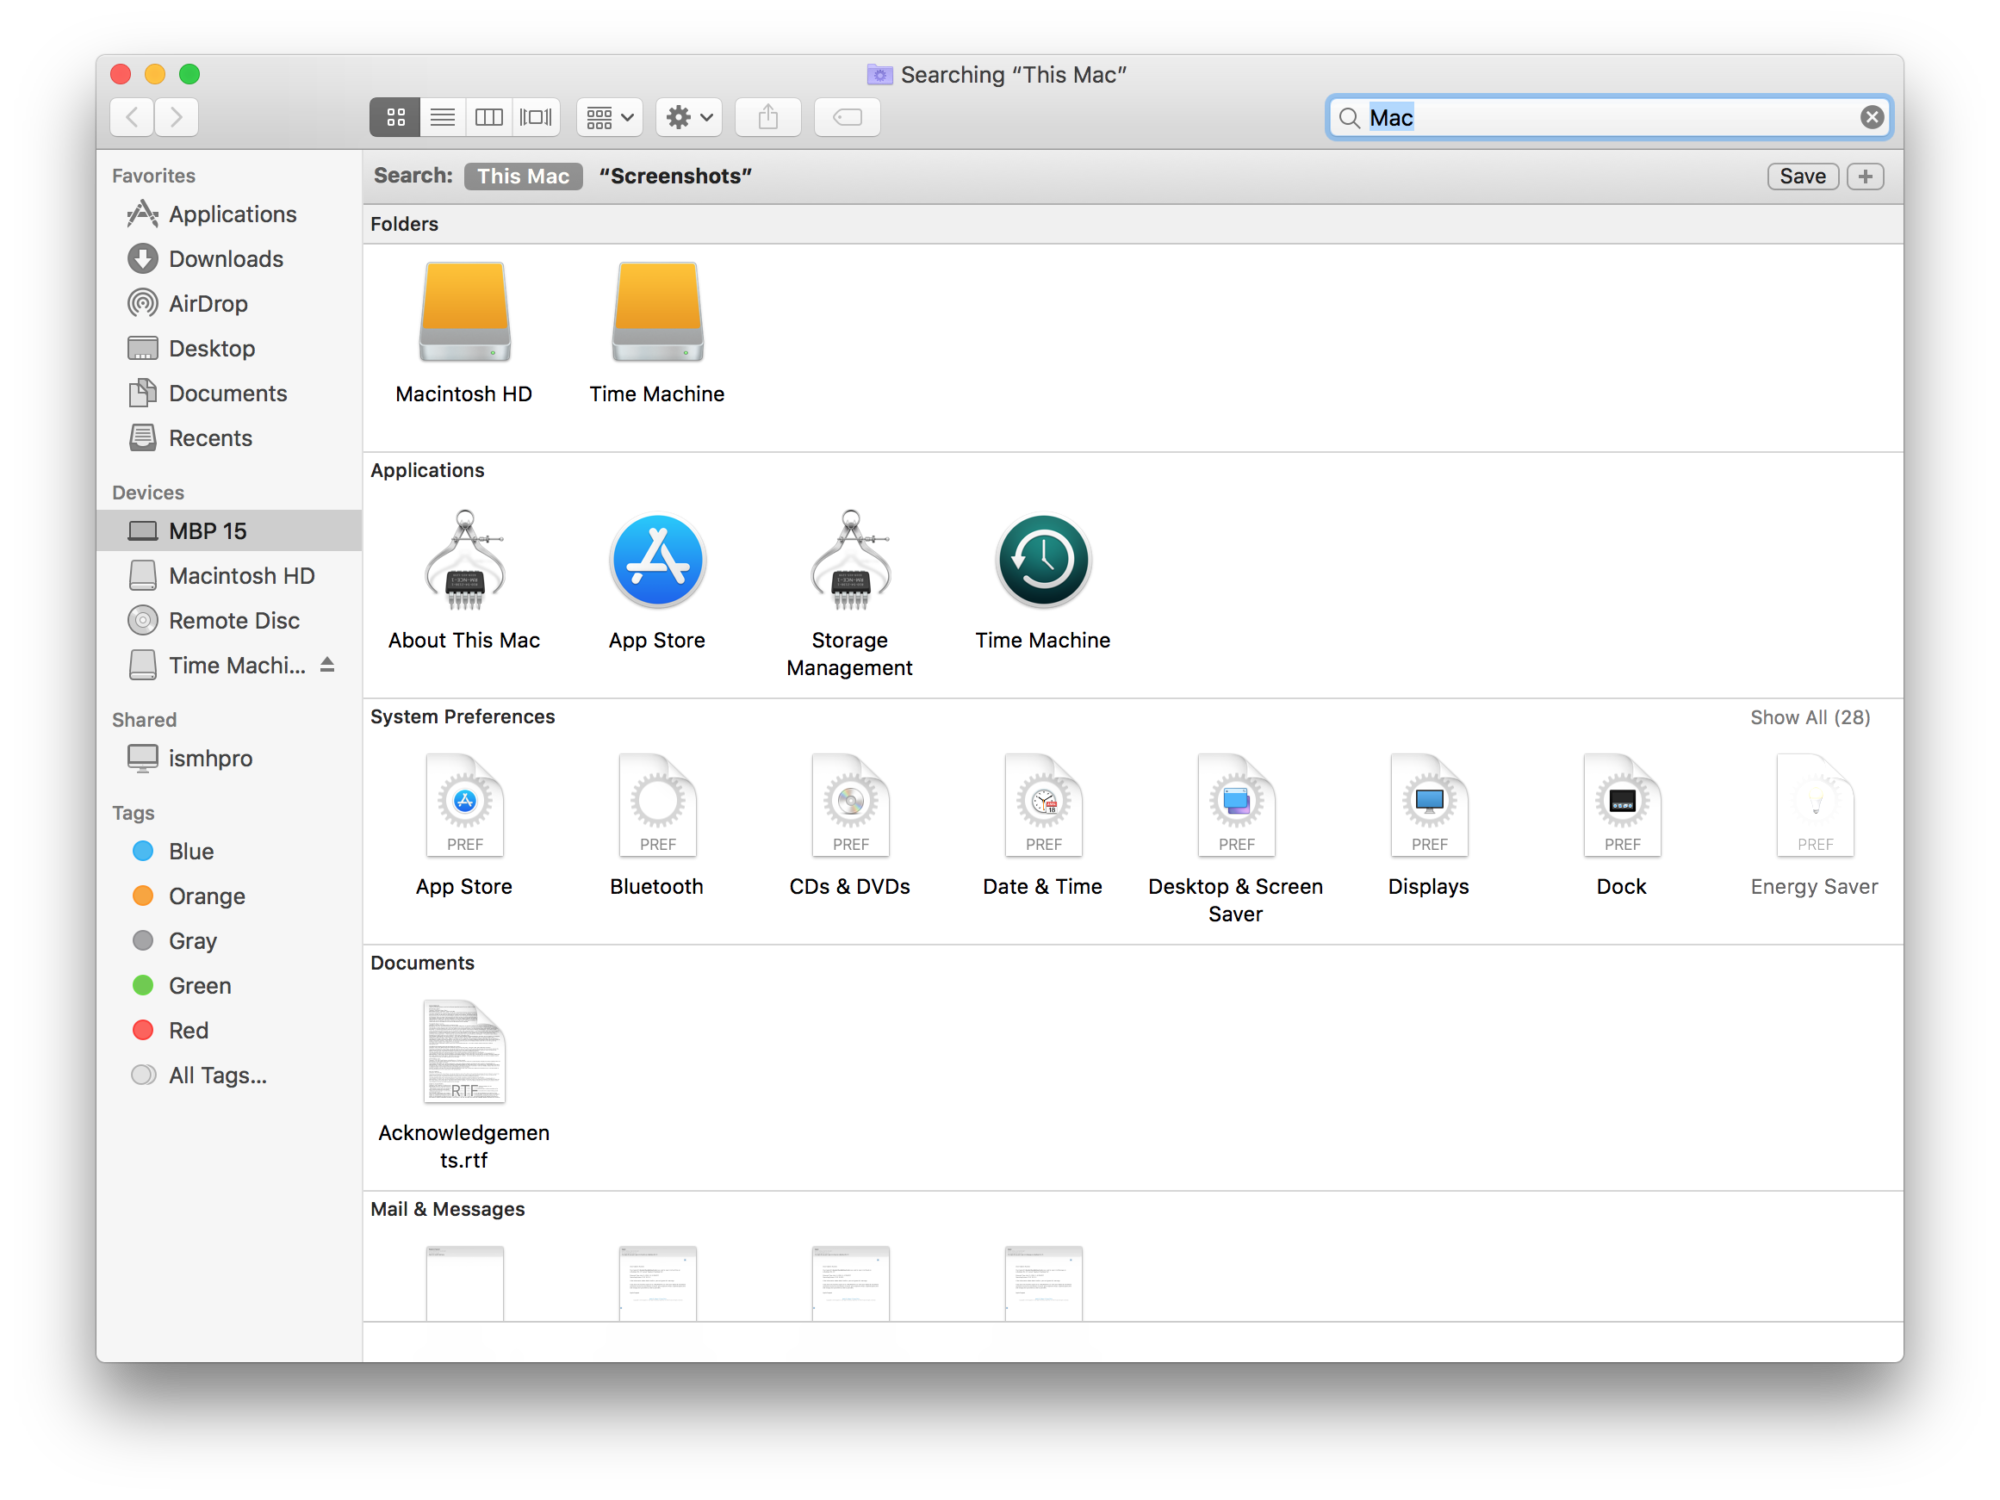 Searching “This Mac”
Mac
Search: This Mac “Screenshots” Save +
Favorites
Applications
Downloads
AirDrop
Desktop
Documents
Recents
Devices
MBP 15
Macintosh HD
Remote Disc
Time Machi...
Shared
ismhpro
Tags
Blue
Orange
Gray
Green
Red
All Tags...
Folders
Macintosh HD
Time Machine
Applications
About This Mac
App Store
Storage
Management
Time Machine
System Preferences
Show All (28)
PREF
App Store
PREF
Bluetooth
PREF
CDs & DVDs
PREF
Date & Time
PREF
Desktop & Screen
Saver
PREF
Displays
PREF
Dock
PREF
Energy Saver
Documents
RTF
Acknowledgemen
ts.rtf
Mail & Messages